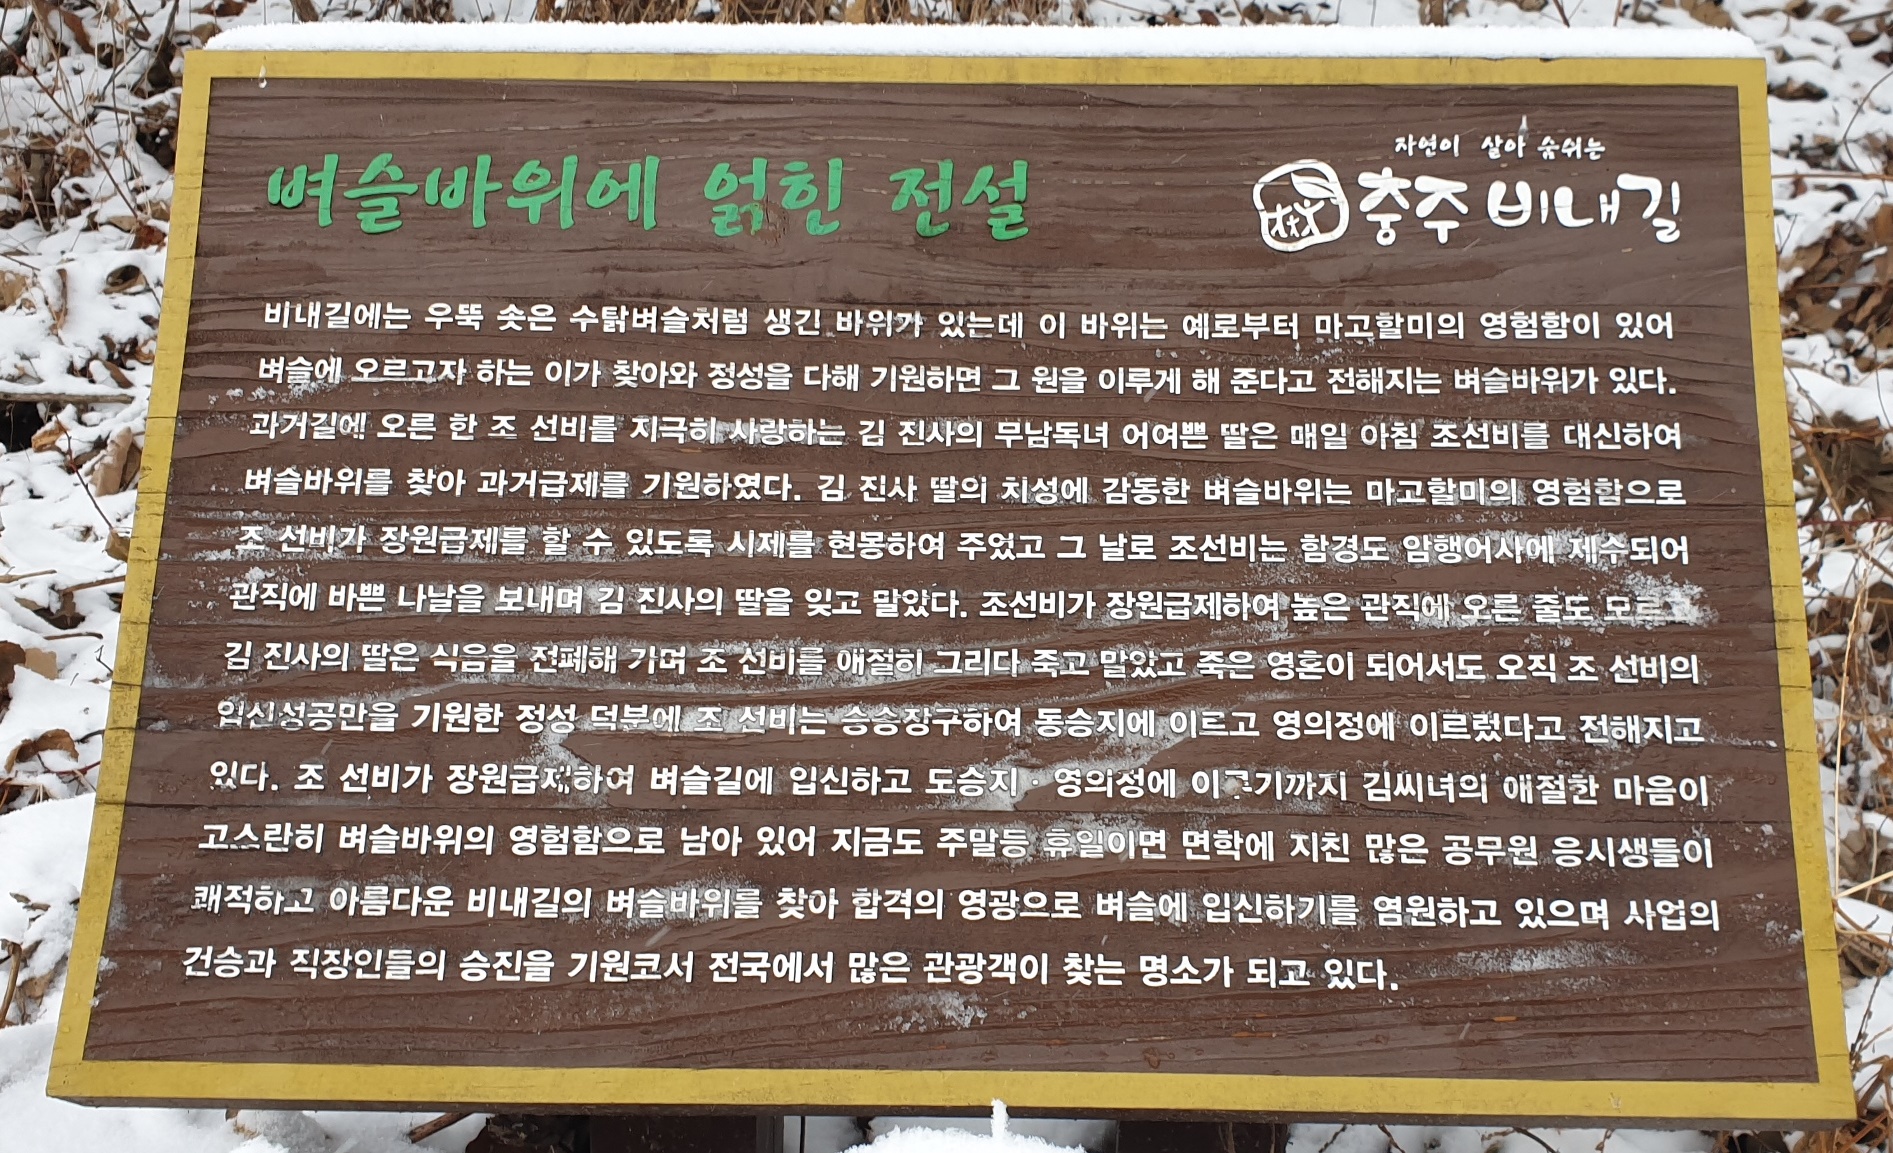 벼슬바위에 얽힌 전설
자연이 살아 숨쉬는
충주 비내길
비내길에는 우뚝 솟은 수탉벼슬처럼 생긴 바위가 있는데 이 바위는 예로부터 마고할미의 영험함이 있어
벼슬에 오르고자 하는 이가 찾아와 정성을 다해 기원하면 그 원을 이루게 해 준다고 전해지는 벼슬바위가 있다.
과거길에 오른 한 조 선비를 지극히 사랑하는 김 진사의 무남독녀 어여쁜 딸은 매일 아침 조선비를 대신하여
벼슬바위를 찾아 과거급제를 기원하였다. 김 진사 딸의 치성에 감동한 벼슬바위는 마고할미의 영험함으로
조 선비가 장원급제를 할 수 있도록 시제를 현몽하여 주었고 그 날로 조선비는 함경도 암행어사에 제수되어
관직에 바쁜 나날을 보내며 김 진사의 딸을 잊고 말았다. 조선비가 장원급제하여 높은 관직에 오른 줄도 모르고
김 진사의 딸은 식음을 전폐해 가며 조 선비를 애절히 그리다 죽고 말았고 죽은 영혼이 되어서도 오직 조 선비의
입신성공만을 기원한 정성 덕부에 조 선비는 승승장구하여 동승지에 이르고 영의정에 이르렀다고 전해지고
있다. 조 선비가 장원급제하여 벼슬길에 입신하고 도승지 · 영의정에 이르기까지 김씨녀의 애절한 마음이
고스란히 벼슬바위의 영험함으로 남아 있어 지금도 주말등 휴일이면 면학에 지친 많은 공무원 응시생들이
쾌적하고 아름다운 비내길의 벼슬바위를 찾아 합격의 영광으로 벼슬에 입신하기를 염원하고 있으며 사업의
건승과 직장인들의 승진을 기원코서 전국에서 많은 관광객이 찾는 명소가 되고 있다.